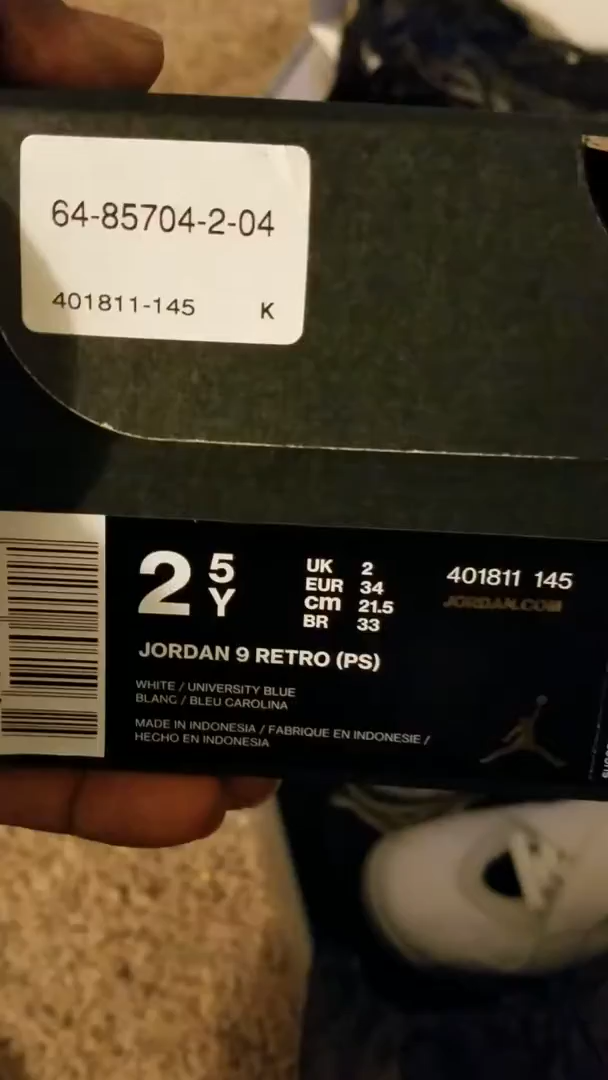 64-85704-2-04
401811-145 K
2 5Y
UK 2
EUR 34
cm 21.5
BR 33
401811 145
JORDAN.COM
JORDAN 9 RETRO (PS)
WHITE / UNIVERSITY BLUE
BLANC / BLEU CAROLINA
MADE IN INDONESIA / FABRIQUE EN INDONESIE /
HECHO EN INDONESIA